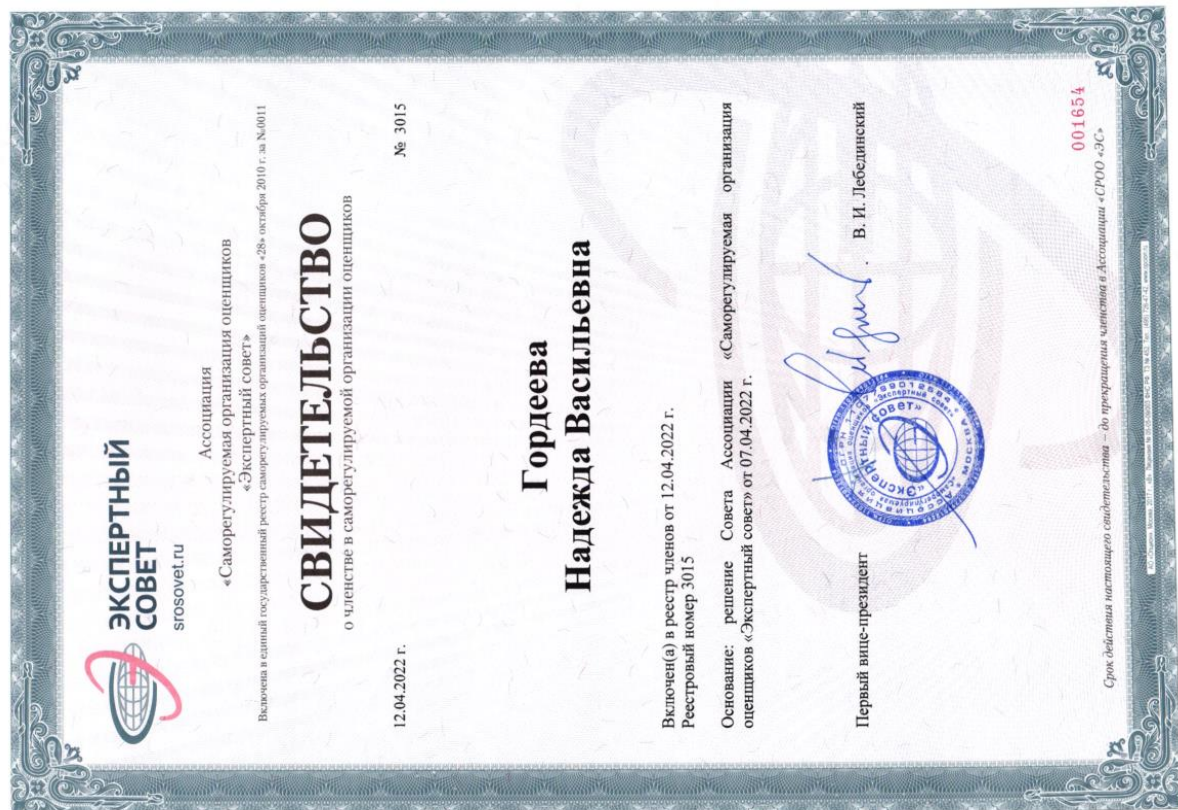 ЭКСПЕРТНЫЙ
СОВЕТ
srosovet.ru
Ассоциация
«Саморегулируемая организация оценщиков
«Экспертный совет»
Включена в единый государственный реестр саморегулируемых организаций оценщиков «28» октября 2010 г. за №0011
СВИДЕТЕЛЬСТВО
о членстве в саморегулируемой организации оценщиков
12.04.2022 г. № 3015
Гордеева
Надежда Васильевна
Включен(а) в реестр членов от 12.04.2022 г.
Реестровый номер 3015
Основание: решение Совета Ассоциации «Саморегулируемая организация
оценщиков «Экспертный совет» от 07.04.2022 г.
Первый вице-президент В. И. Лебединский
«Экспертный совет»
МОСКВА
001654
Срок действия настоящего свидетельства – до прекращения членства в Ассоциации «СРОО «ЭС»